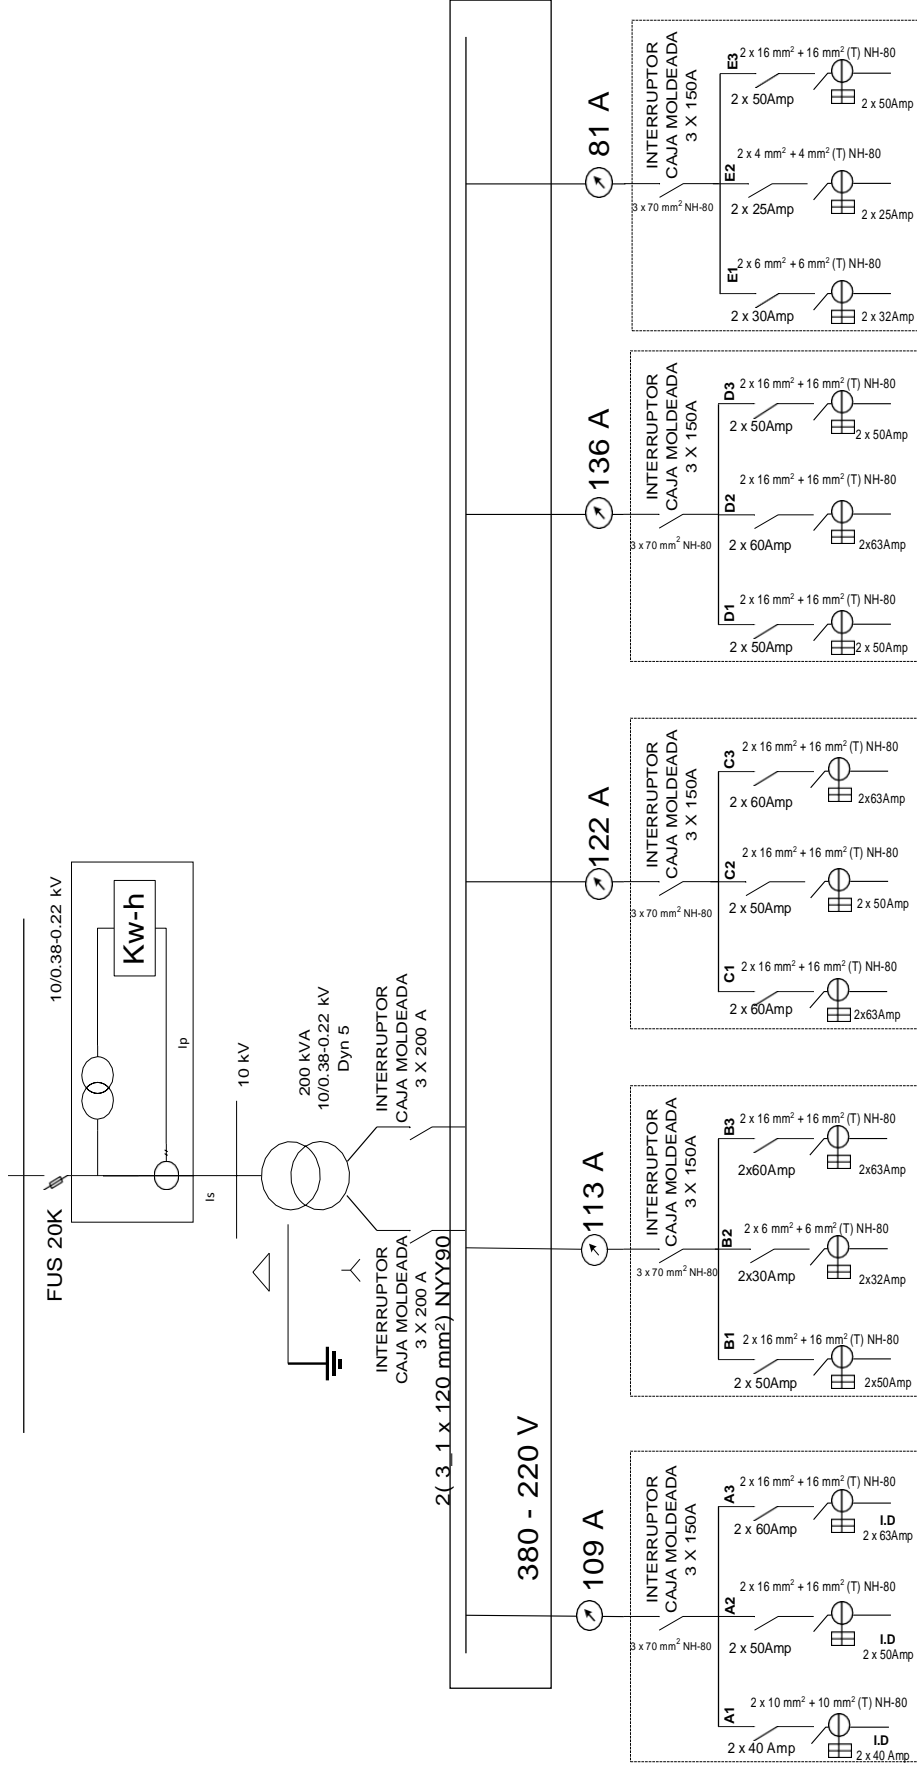 FUS 20K
10/0.38-0.22 kV
Kw-h
Ip
Is
10 kV
200 kVA
10/0.38-0.22 kV
Dyn 5
INTERRUPTOR
CAJA MOLDEADA
3 X 200 A
INTERRUPTOR
CAJA MOLDEADA
3 X 200 A
2( 3_1 x 120 mm²) NYY90
380 - 220 V
109 A
113 A
122 A
136 A
81 A
INTERRUPTOR
CAJA MOLDEADA
3 X 150A
3 x 70 mm² NH-80
A1
2 x 10 mm² + 10 mm² (T) NH-80
2 x 40 Amp
I.D
2 x 40 Amp
A2
2 x 16 mm² + 16 mm² (T) NH-80
2 x 50Amp
I.D
2 x 50Amp
A3
2 x 16 mm² + 16 mm² (T) NH-80
2 x 60Amp
I.D
2 x 63Amp
INTERRUPTOR
CAJA MOLDEADA
3 X 150A
3 x 70 mm² NH-80
B1
2 x 16 mm² + 16 mm² (T) NH-80
2 x 50Amp
2x50Amp
B2
2 x 6 mm² + 6 mm² (T) NH-80
2x30Amp
2x32Amp
B3
2 x 16 mm² + 16 mm² (T) NH-80
2x60Amp
2x63Amp
INTERRUPTOR
CAJA MOLDEADA
3 X 150A
3 x 70 mm² NH-80
C1
2 x 16 mm² + 16 mm² (T) NH-80
2 x 60Amp
2x63Amp
C2
2 x 16 mm² + 16 mm² (T) NH-80
2 x 50Amp
2 x 50Amp
C3
2 x 16 mm² + 16 mm² (T) NH-80
2 x 60Amp
2x63Amp
INTERRUPTOR
CAJA MOLDEADA
3 X 150A
3 x 70 mm² NH-80
D1
2 x 16 mm² + 16 mm² (T) NH-80
2 x 50Amp
2 x 50Amp
D2
2 x 16 mm² + 16 mm² (T) NH-80
2 x 60Amp
2x63Amp
D3
2 x 16 mm² + 16 mm² (T) NH-80
2 x 50Amp
2 x 50Amp
INTERRUPTOR
CAJA MOLDEADA
3 X 150A
3 x 70 mm² NH-80
E1
2 x 6 mm² + 6 mm² (T) NH-80
2 x 30Amp
2 x 32Amp
E2
2 x 4 mm² + 4 mm² (T) NH-80
2 x 25Amp
2 x 25Amp
E3
2 x 16 mm² + 16 mm² (T) NH-80
2 x 50Amp
2 x 50Amp